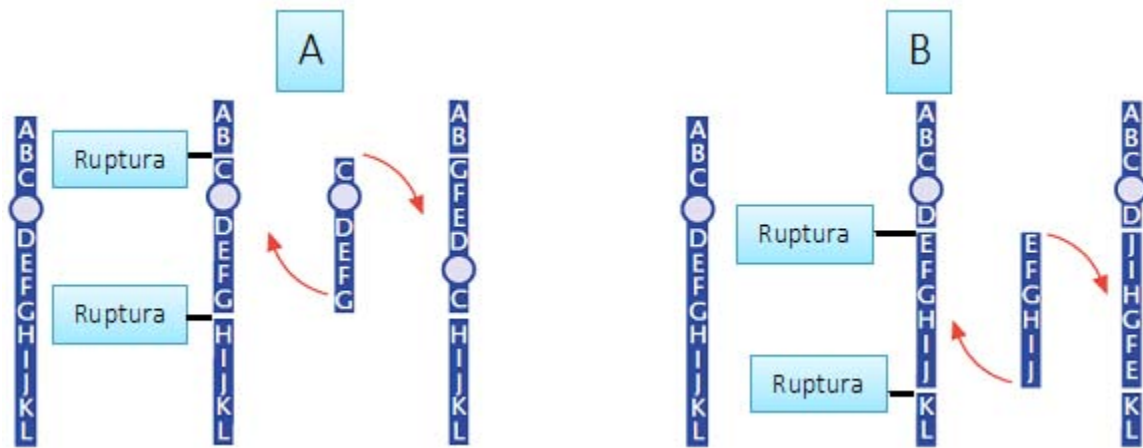 A
B
ABC DEFGHIJKL
Ruptura
Ruptura
AB C DEFG HIJKL
C DEFG
AB GFED C HIJKL
ABC DEFGHIJKL
Ruptura
Ruptura
ABC D EFGHIJ KL
EFGHIJ
ABC D JIHGFE KL